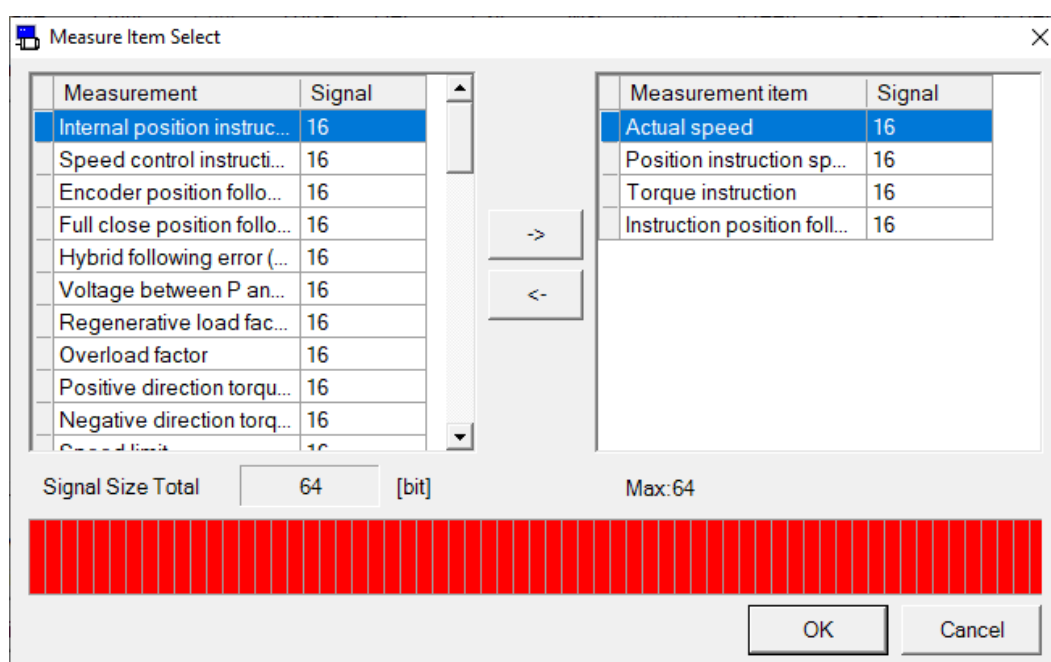 Measure Item Select
Measurement Signal
Internal position instruc... 16
Speed control instructi... 16
Encoder position follo... 16
Full close position follo... 16
Hybrid following error (... 16
Voltage between P an... 16
Regenerative load fac... 16
Overload factor 16
Positive direction torqu... 16
Negative direction torq... 16
Speed limit 16
->
<-
Measurement item Signal
Actual speed 16
Position instruction sp... 16
Torque instruction 16
Instruction position foll... 16
Signal Size Total 64 [bit] Max:64
OK Cancel